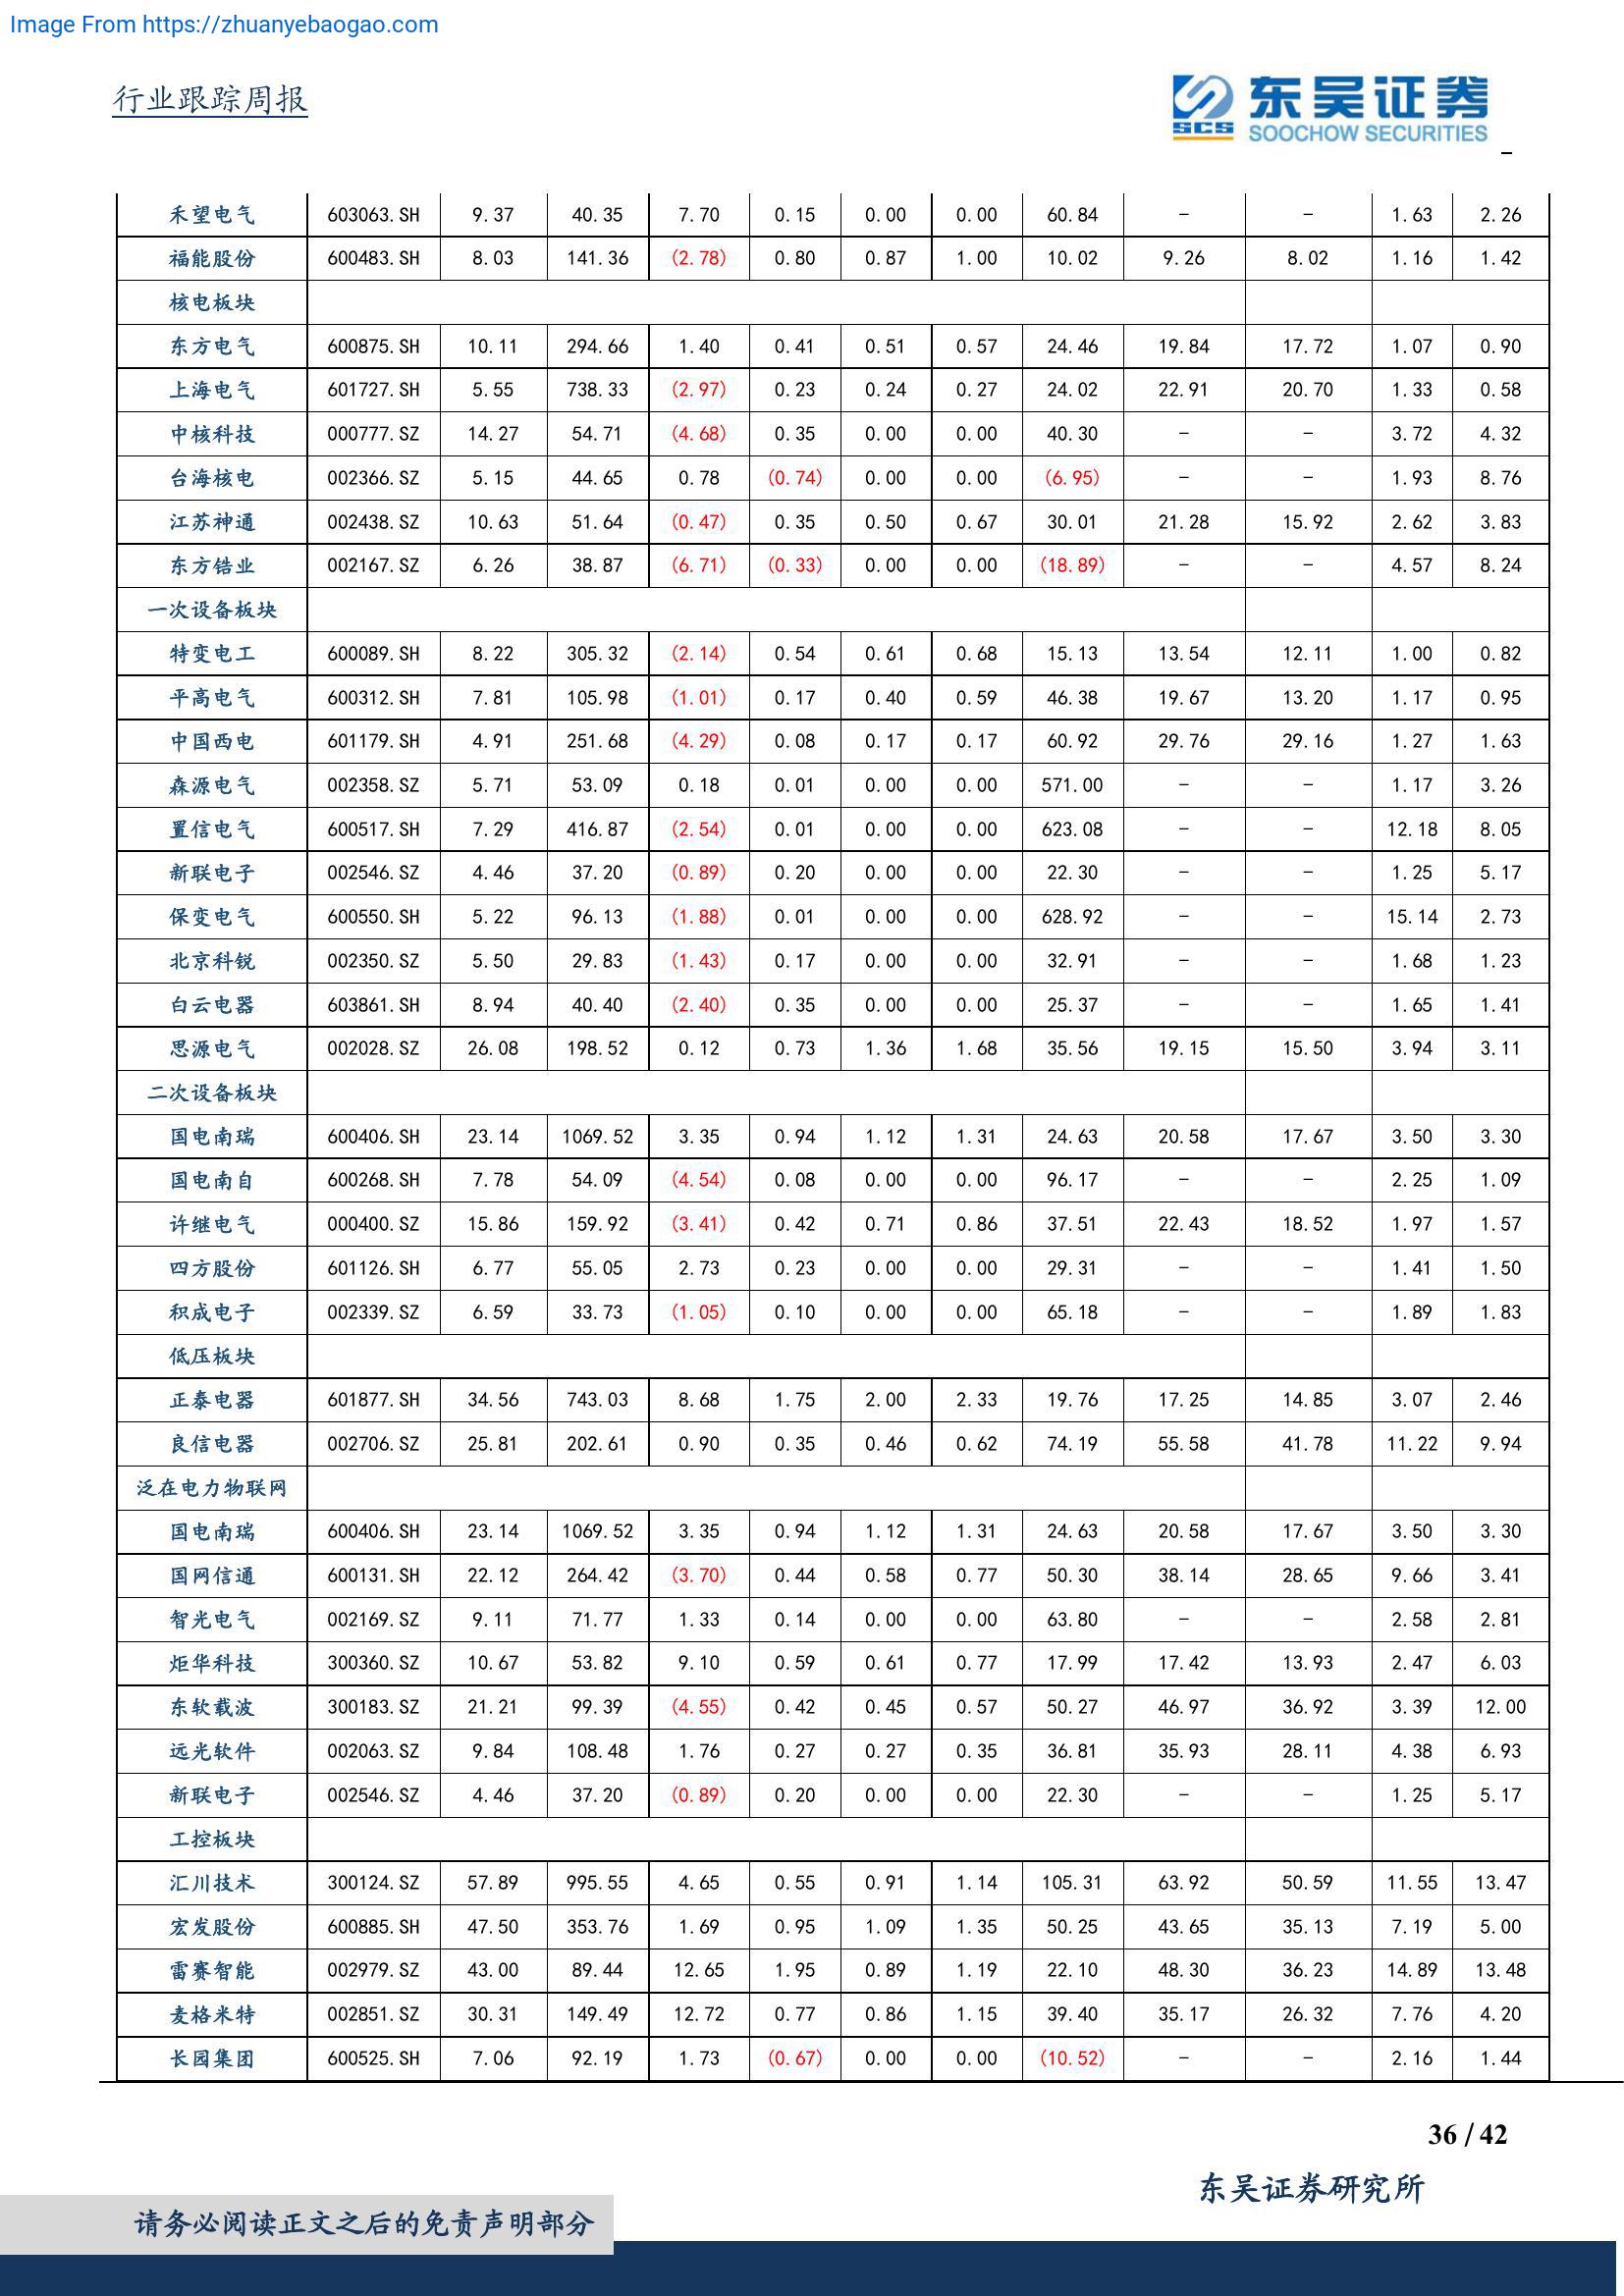 Image From https://zhuanyebaogao.com
行业跟踪周报
SCS 东吴证券
SOOCHOW SECURITIES
禾望电气 603063.SH 9.37 40.35 7.70 0.15 0.00 0.00 60.84 - - 1.63 2.26
福能股份 600483.SH 8.03 141.36 (2.78) 0.80 0.87 1.00 10.02 9.26 8.02 1.16 1.42
核电板块
东方电气 600875.SH 10.11 294.66 1.40 0.41 0.51 0.57 24.46 19.84 17.72 1.07 0.90
上海电气 601727.SH 5.55 738.33 (2.97) 0.23 0.24 0.27 24.02 22.91 20.70 1.33 0.58
中核科技 000777.SZ 14.27 54.71 (4.68) 0.35 0.00 0.00 40.30 - - 3.72 4.32
台海核电 002366.SZ 5.15 44.65 0.78 (0.74) 0.00 0.00 (6.95) - - 1.93 8.76
江苏神通 002438.SZ 10.63 51.64 (0.47) 0.35 0.50 0.67 30.01 21.28 15.92 2.62 3.83
东方锆业 002167.SZ 6.26 38.87 (6.71) (0.33) 0.00 0.00 (18.89) - - 4.57 8.24
一次设备板块
特变电工 600089.SH 8.22 305.32 (2.14) 0.54 0.61 0.68 15.13 13.54 12.11 1.00 0.82
平高电气 600312.SH 7.81 105.98 (1.01) 0.17 0.40 0.59 46.38 19.67 13.20 1.17 0.95
中国西电 601179.SH 4.91 251.68 (4.29) 0.08 0.17 0.17 60.92 29.76 29.16 1.27 1.63
森源电气 002358.SZ 5.71 53.09 0.18 0.01 0.00 0.00 571.00 - - 1.17 3.26
置信电气 600517.SH 7.29 416.87 (2.54) 0.01 0.00 0.00 623.08 - - 12.18 8.05
新联电子 002546.SZ 4.46 37.20 (0.89) 0.20 0.00 0.00 22.30 - - 1.25 5.17
保变电气 600550.SH 5.22 96.13 (1.88) 0.01 0.00 0.00 628.92 - - 15.14 2.73
北京科锐 002350.SZ 5.50 29.83 (1.43) 0.17 0.00 0.00 32.91 - - 1.68 1.23
白云电器 603861.SH 8.94 40.40 (2.40) 0.35 0.00 0.00 25.37 - - 1.65 1.41
思源电气 002028.SZ 26.08 198.52 0.12 0.73 1.36 1.68 35.56 19.15 15.50 3.94 3.11
二次设备板块
国电南瑞 600406.SH 23.14 1069.52 3.35 0.94 1.12 1.31 24.63 20.58 17.67 3.50 3.30
国电南自 600268.SH 7.78 54.09 (4.54) 0.08 0.00 0.00 96.17 - - 2.25 1.09
许继电气 000400.SZ 15.86 159.92 (3.41) 0.42 0.71 0.86 37.51 22.43 18.52 1.97 1.57
四方股份 601126.SH 6.77 55.05 2.73 0.23 0.00 0.00 29.31 - - 1.41 1.50
积成电子 002339.SZ 6.59 33.73 (1.05) 0.10 0.00 0.00 65.18 - - 1.89 1.83
低压板块
正泰电器 601877.SH 34.56 743.03 8.68 1.75 2.00 2.33 19.76 17.25 14.85 3.07 2.46
良信电器 002706.SZ 25.81 202.61 0.90 0.35 0.46 0.62 74.19 55.58 41.78 11.22 9.94
泛在电力物联网
国电南瑞 600406.SH 23.14 1069.52 3.35 0.94 1.12 1.31 24.63 20.58 17.67 3.50 3.30
国网信通 600131.SH 22.12 264.42 (3.70) 0.44 0.58 0.77 50.30 38.14 28.65 9.66 3.41
智光电气 002169.SZ 9.11 71.77 1.33 0.14 0.00 0.00 63.80 - - 2.58 2.81
炬华科技 300360.SZ 10.67 53.82 9.10 0.59 0.61 0.77 17.99 17.42 13.93 2.47 6.03
东软载波 300183.SZ 21.21 99.39 (4.55) 0.42 0.45 0.57 50.27 46.97 36.92 3.39 12.00
远光软件 002063.SZ 9.84 108.48 1.76 0.27 0.27 0.35 36.81 35.93 28.11 4.38 6.93
新联电子 002546.SZ 4.46 37.20 (0.89) 0.20 0.00 0.00 22.30 - - 1.25 5.17
工控板块
汇川技术 300124.SZ 57.89 995.55 4.65 0.55 0.91 1.14 105.31 63.92 50.59 11.55 13.47
宏发股份 600885.SH 47.50 353.76 1.69 0.95 1.09 1.35 50.25 43.65 35.13 7.19 5.00
雷赛智能 002979.SZ 43.00 89.44 12.65 1.95 0.89 1.19 22.10 48.30 36.23 14.89 13.48
麦格米特 002851.SZ 30.31 149.49 12.72 0.77 0.86 1.15 39.40 35.17 26.32 7.76 4.20
长园集团 600525.SH 7.06 92.19 1.73 (0.67) 0.00 0.00 (10.52) - - 2.16 1.44
36 / 42
东吴证券研究所
请务必阅读正文之后的免责声明部分